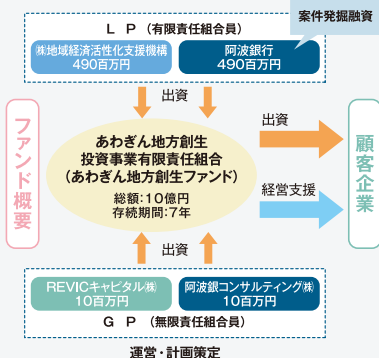 案件発掘融資
L P (有限責任組合員)
㈱地域経済活性化支援機構
490百万円
阿波銀行
490百万円
出資
ファンド概要
あわぎん地方創生
投資事業有限責任組合
(あわぎん地方創生ファンド)
総額:10億円
存続期間:7年
出資
経営支援
顧客企業
出資
REVICキャピタル㈱
10百万円
阿波銀コンサルティング㈱
10百万円
G P (無限責任組合員)
運営・計画策定